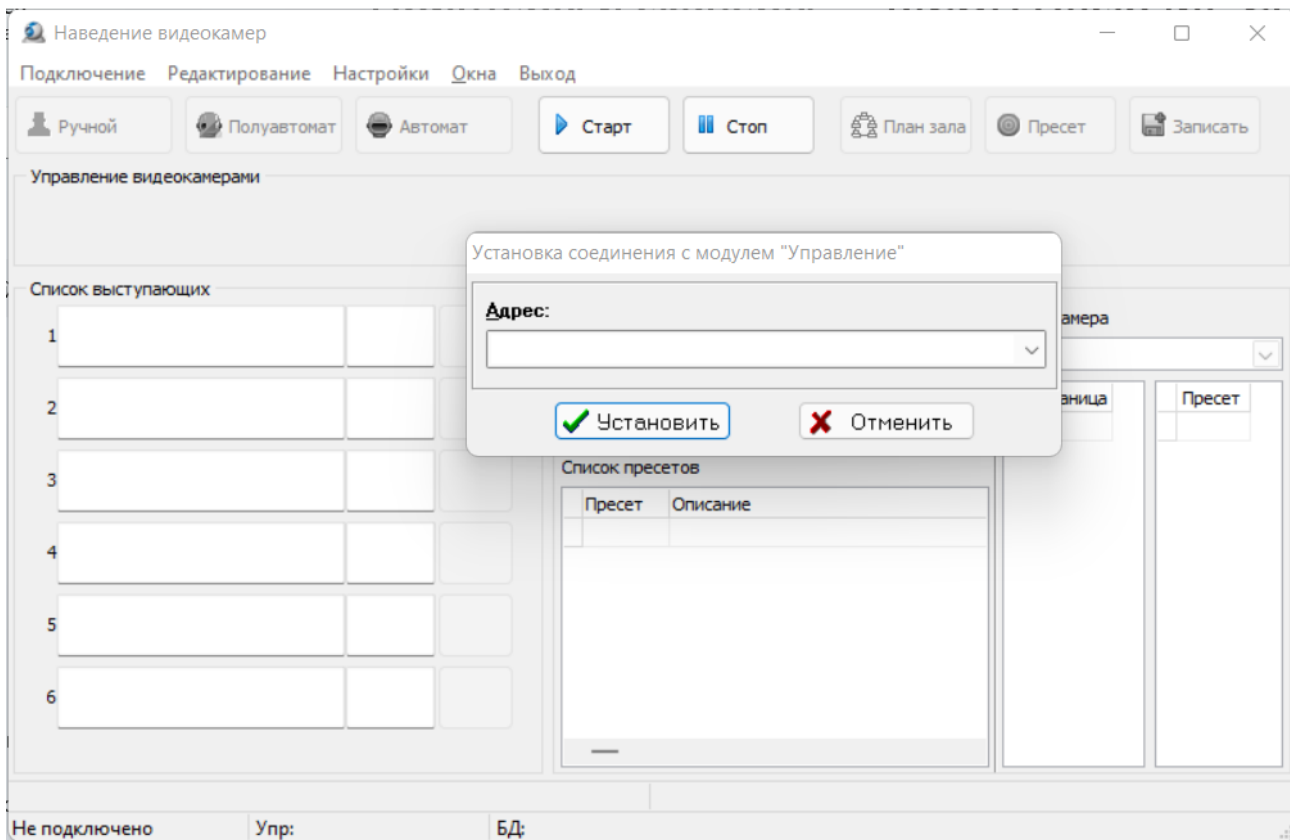 Наведение видеокамер
Подключение Редактирование Настройки Окна Выход
Ручной Полуавтомат Автомат Старт Стоп План зала Пресет Записать
Управление видеокамерами
Установка соединения с модулем "Управление"
Адрес:
Установить Отменить
Список выступающих
1
2
3
4
5
6
Список пресетов
Пресет Описание
Пресет
Не подключено Упр: БД: